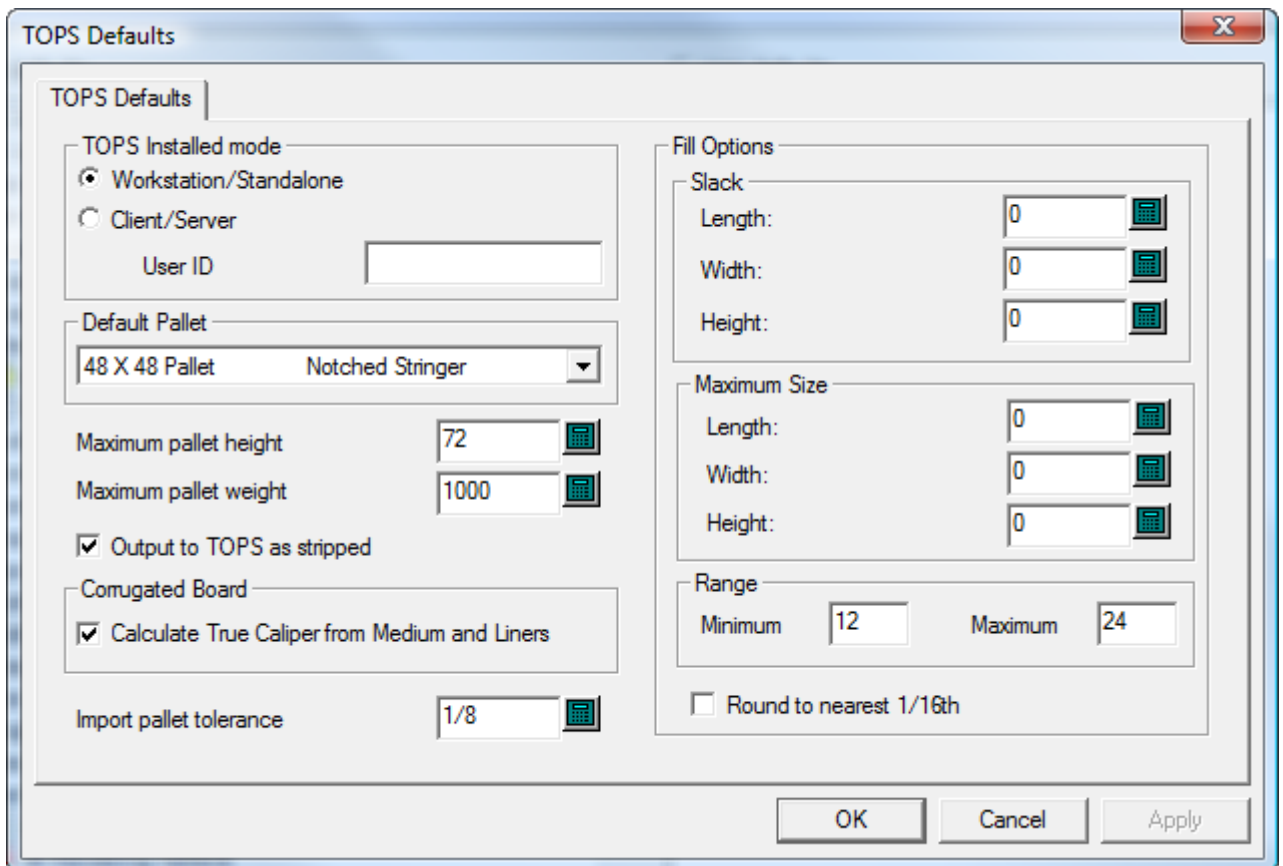 TOPS Defaults
TOPS Defaults
TOPS Installed mode
Workstation/Standalone
Client/Server
User ID
Default Pallet
48 X 48 Pallet Notched Stringer
Maximum pallet height 72
Maximum pallet weight 1000
Output to TOPS as stripped
Corrugated Board
Calculate True Caliper from Medium and Liners
Import pallet tolerance 1/8
Fill Options
Slack
Length: 0
Width: 0
Height: 0
Maximum Size
Length: 0
Width: 0
Height: 0
Range
Minimum 12 Maximum 24
Round to nearest 1/16th
OK Cancel Apply